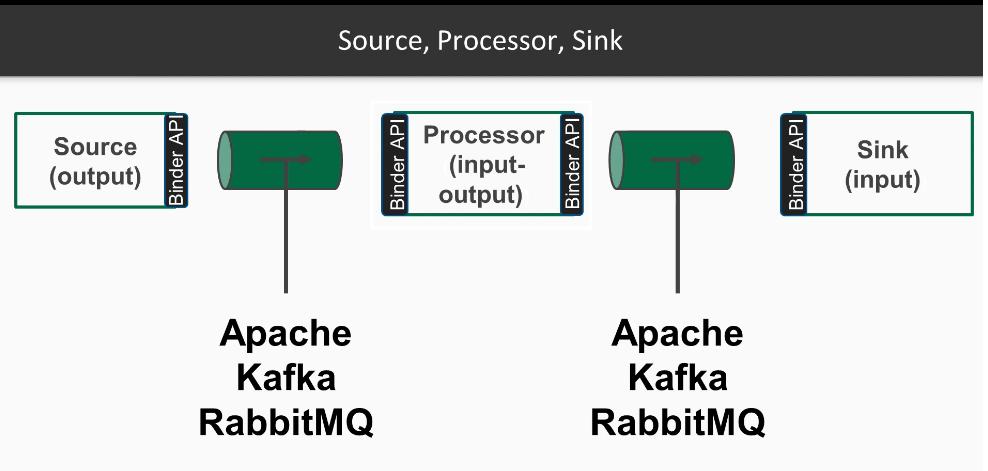 Source, Processor, Sink
Source
(output)
Binder API
Binder API
Processor
(input-
output)
Binder API
Binder API
Sink
(input)
Apache
Kafka
RabbitMQ
Apache
Kafka
RabbitMQ